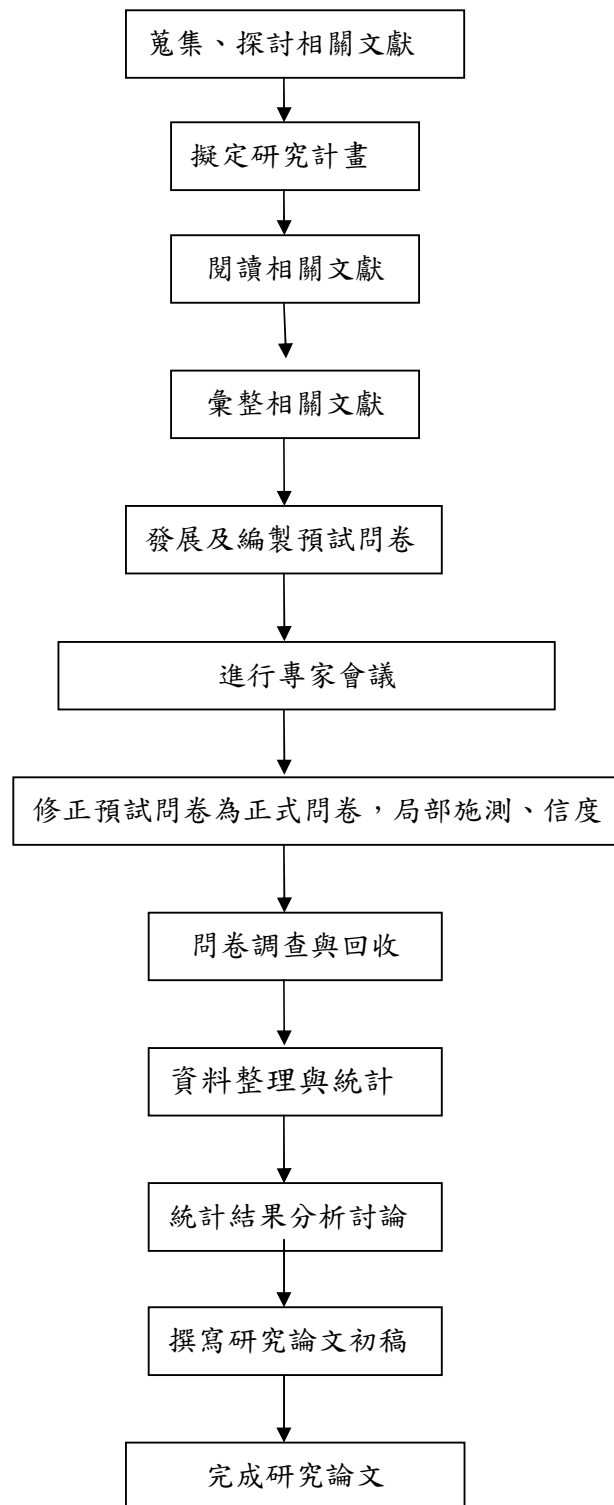 蒐集、探討相關文獻
擬定研究計畫
閱讀相關文獻
彙整相關文獻
發展及編製預試問卷
進行專家會議
修正預試問卷為正式問卷，局部施測、信度
問卷調查與回收
資料整理與統計
統計結果分析討論
撰寫研究論文初稿
完成研究論文